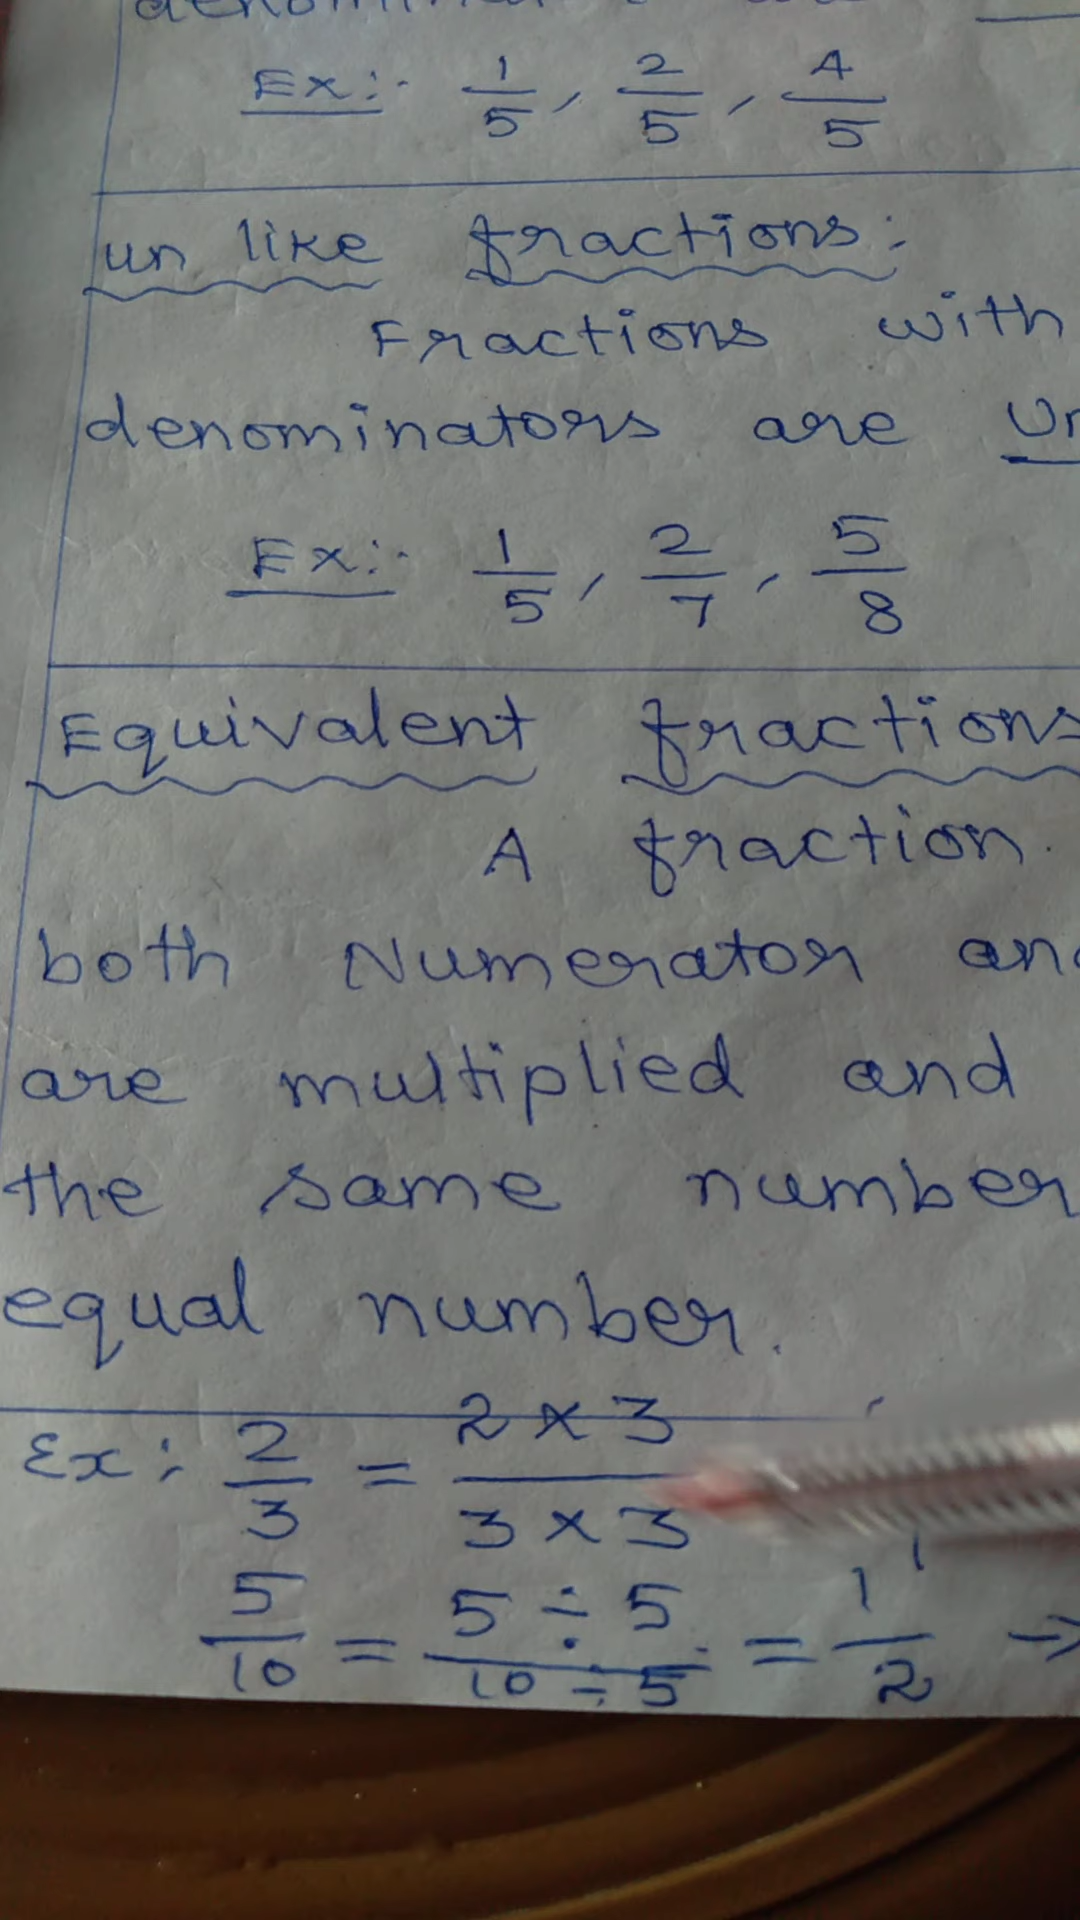 Ex:- 1/5, 2/5, 4/5
un like fractions:
Fractions with
denominators are
Ex:- 1/5, 2/7, 5/8
Equivalent fractions
A fraction
both Numerator
are multiplied and
the same number
equal number.
Ex: 2/3 = 2 × 3 / 3 × 3
5/10 = 5 ÷ 5 / 10 ÷ 5 = 1/2 →